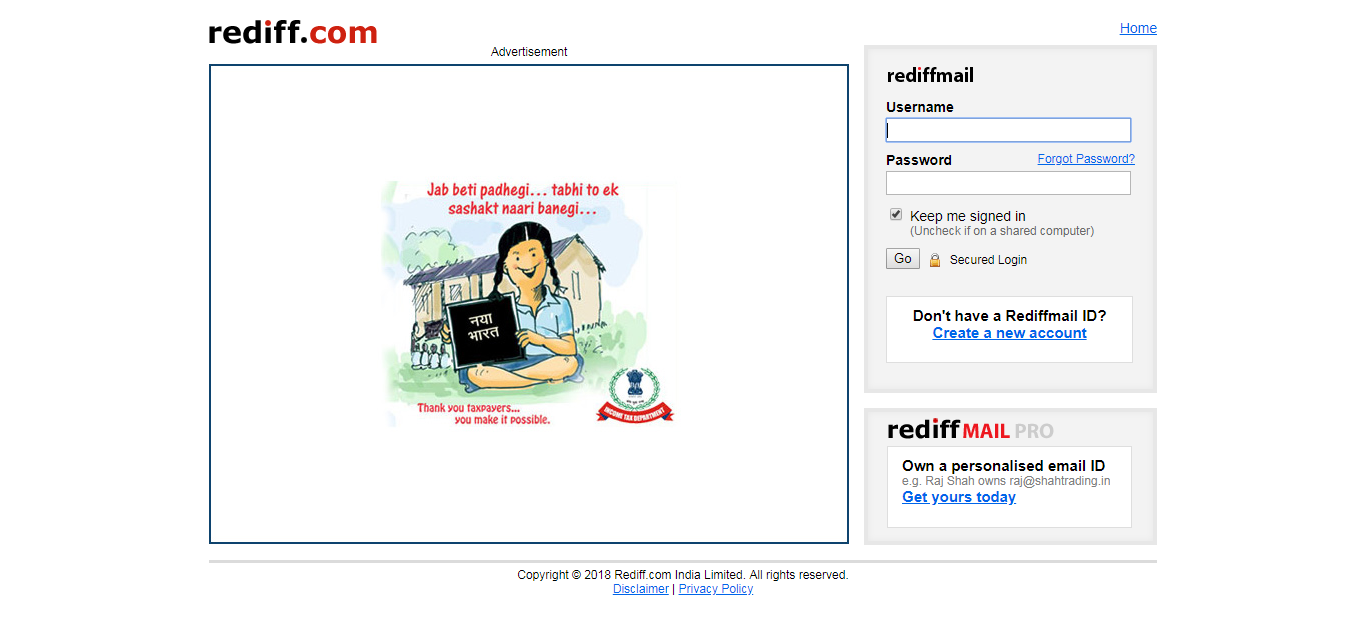 rediff.com
Home
Advertisement
Jab beti padhegi... tabhi to ek
sashakt naari banegi...
नया
भारत
Thank you taxpayers...
you make it possible.
INCOME TAX DEPARTMENT
rediffmail
Username
Password Forgot Password?
Keep me signed in
(Uncheck if on a shared computer)
Go Secured Login
Don't have a Rediffmail ID?
Create a new account
rediff MAIL PRO
Own a personalised email ID
e.g. Raj Shah owns raj@shahtrading.in
Get yours today
Copyright © 2018 Rediff.com India Limited. All rights reserved.
Disclaimer | Privacy Policy